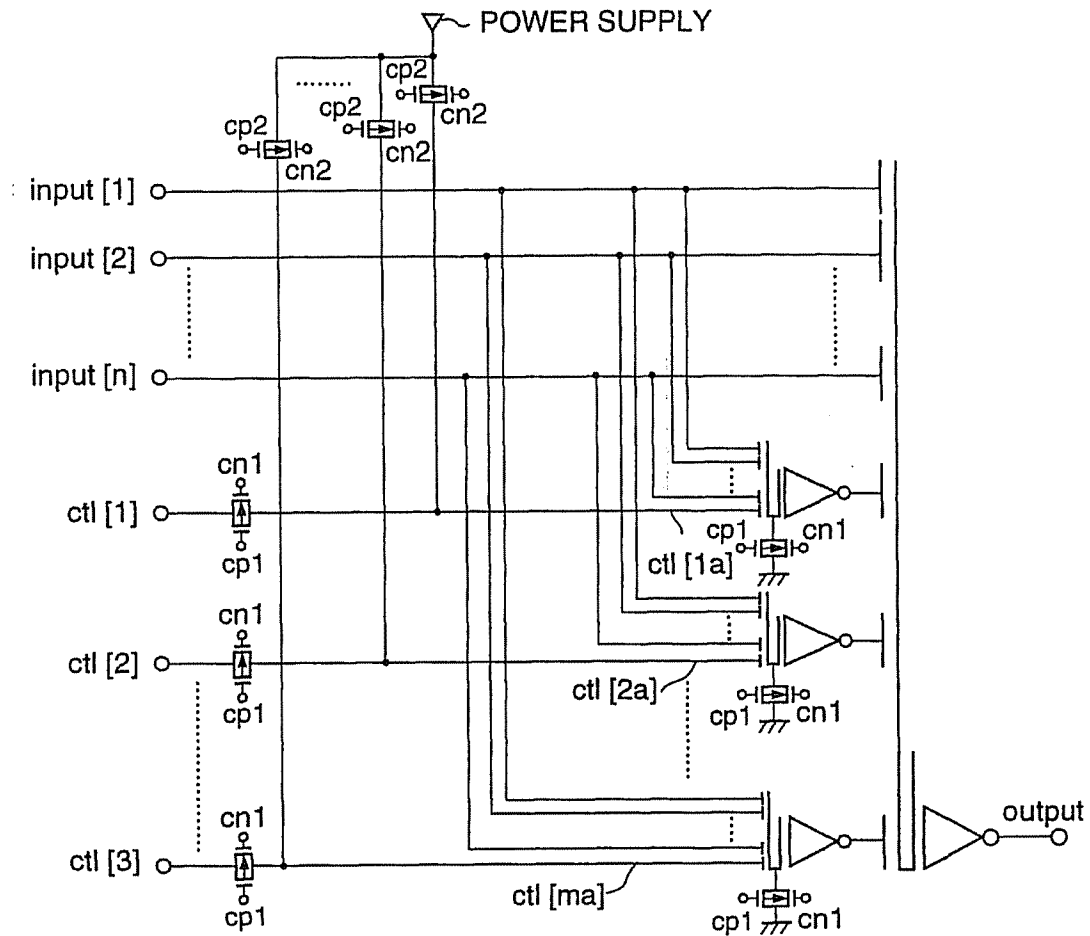 POWER SUPPLY
cp2
cn2
cp2
cn2
cp2
cn2
input [1]
input [2]
input [n]
cn1
ctl [1]
cp1
ctl [1a]
cp1
cn1
cn1
ctl [2]
cp1
ctl [2a]
cp1
cn1
cn1
ctl [3]
cp1
ctl [ma]
cp1
cn1
output